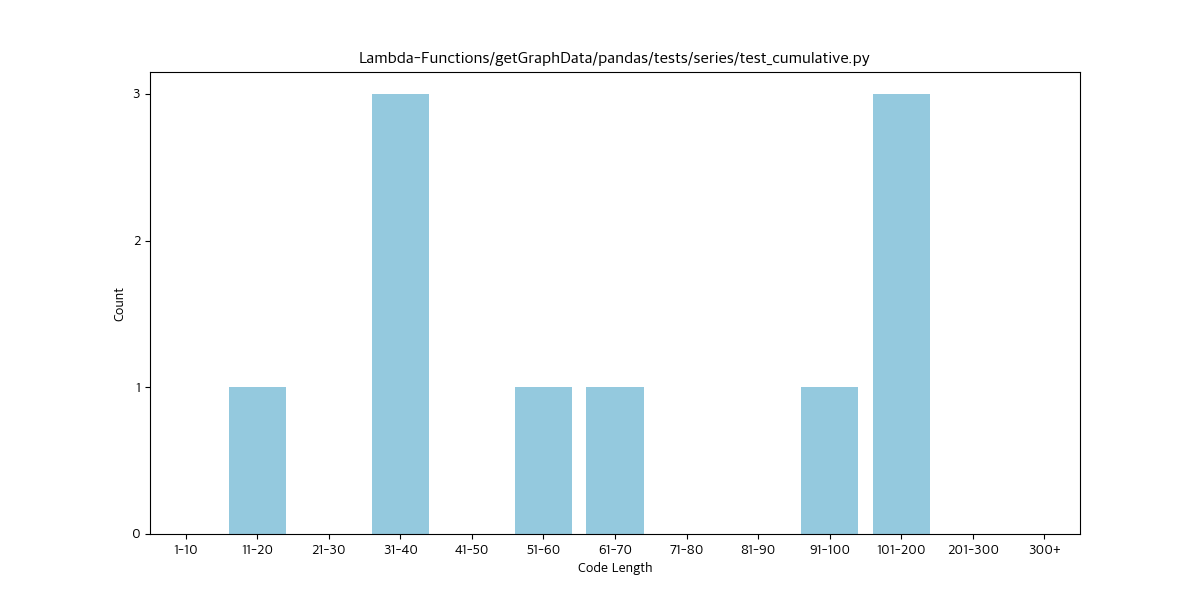 Lambda-Functions/getGraphData/pandas/tests/series/test_cumulative.py
3
2
1
0
Count
1-10 11-20 21-30 31-40 41-50 51-60 61-70 71-80 81-90 91-100 101-200 201-300 300+
Code Length